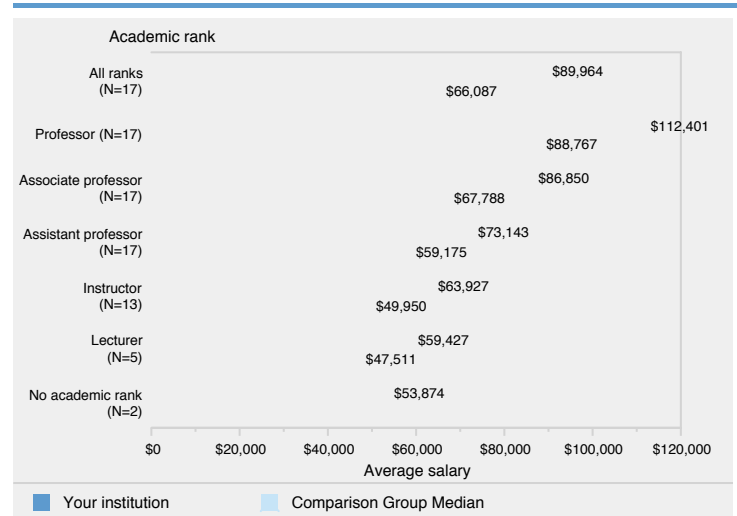 Academic rank
All ranks
(N=17)
$89,964
$66,087
Professor (N=17)
$112,401
$88,767
Associate professor
(N=17)
$86,850
$67,788
Assistant professor
(N=17)
$73,143
$59,175
Instructor
(N=13)
$63,927
$49,950
Lecturer
(N=5)
$59,427
$47,511
No academic rank
(N=2)
$53,874
$0 $20,000 $40,000 $60,000 $80,000 $100,000 $120,000
Average salary
Your institution Comparison Group Median